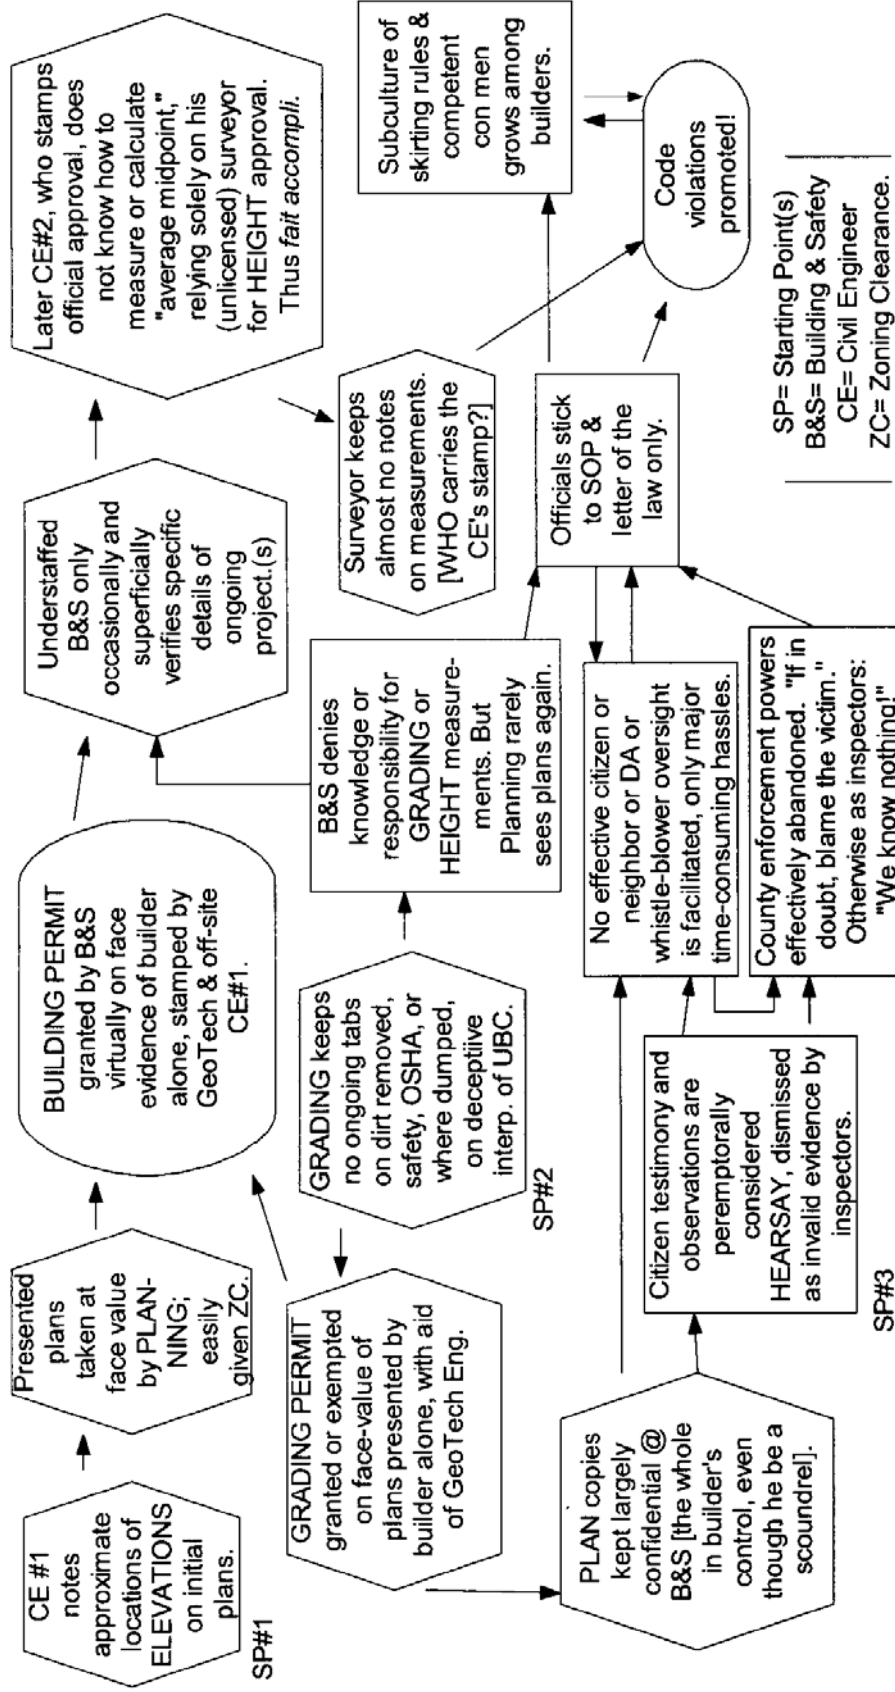 CE #1
notes
approximate
locations of
ELEVATIONS
on initial
plans.
SP#1
Presented
plans
taken at
face value
by PLAN-
NING;
easily
given ZC.
BUILDING PERMIT
granted by B&S
virtually on face
evidence of builder
alone, stamped by
GeoTech & off-site
CE#1.
Understaffed
B&S only
occasionally and
superficially
verifies specific
details of
ongoing
project.(s)
Later CE#2, who stamps
official approval, does
not know how to
measure or calculate
"average midpoint,"
relying solely on his
(unlicensed) surveyor
for HEIGHT approval.
Thus fait accompli.
GRADING PERMIT
granted or exempted
on face-value of
plans presented by
builder alone, with aid
of GeoTech Eng.
GRADING keeps
no ongoing tabs
on dirt removed,
safety, OSHA, or
where dumped,
on deceptive
interp. of UBC.
SP#2
B&S denies
knowledge or
responsibility for
GRADING or
HEIGHT measure-
ments. But
Planning rarely
sees plans again.
Surveyor keeps
almost no notes
on measurements.
[WHO carries the
CE's stamp?]
Subculture of
skirting rules &
competent
con men
grows among
builders.
PLAN copies
kept largely
confidential @
B&S [the whole
in builder's
control, even
though he be a
scoundrel].
Citizen testimony and
observations are
peremptorally
considered
HEARSAY, dismissed
as invalid evidence by
inspectors.
SP#3
No effective citizen or
neighbor or DA or
whistle-blower oversight
is facilitated, only major
time-consuming hassles.
County enforcement powers
effectively abandoned. "If in
doubt, blame the victim."
Otherwise as inspectors:
"We know nothing!"
Officials stick
to SOP &
letter of the
law only.
Code
violations
promoted!
SP= Starting Point(s)
B&S= Building & Safety
CE= Civil Engineer
ZC= Zoning Clearance.